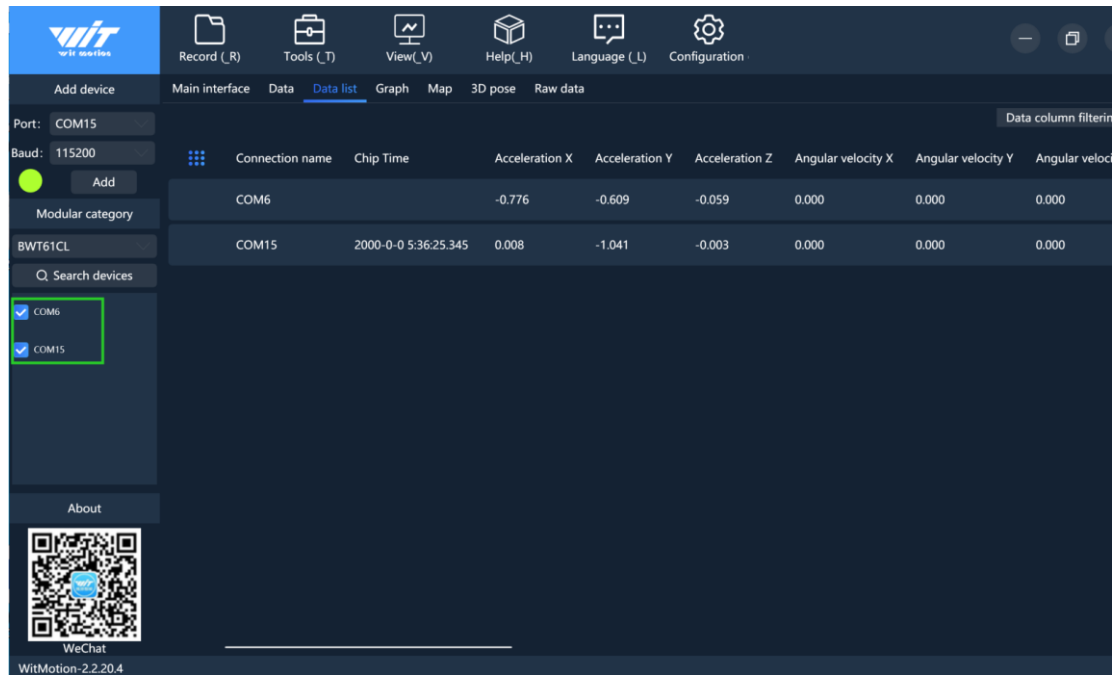 WIT
wit motion
Record (_R) Tools (_T) View(_V) Help(_H) Language (_L) Configuration
Add device
Main interface Data Data list Graph Map 3D pose Raw data
Port: COM15
Data column filterin
Baud: 115200
Add
Connection name Chip Time Acceleration X Acceleration Y Acceleration Z Angular velocity X Angular velocity Y Angular veloci
COM6 -0.776 -0.609 -0.059 0.000 0.000 0.000
Modular category
BWT61CL
COM15 2000-0-0 5:36:25.345 0.008 -1.041 -0.003 0.000 0.000 0.000
Search devices
COM6
COM15
About
WeChat
WitMotion-2.2.20.4